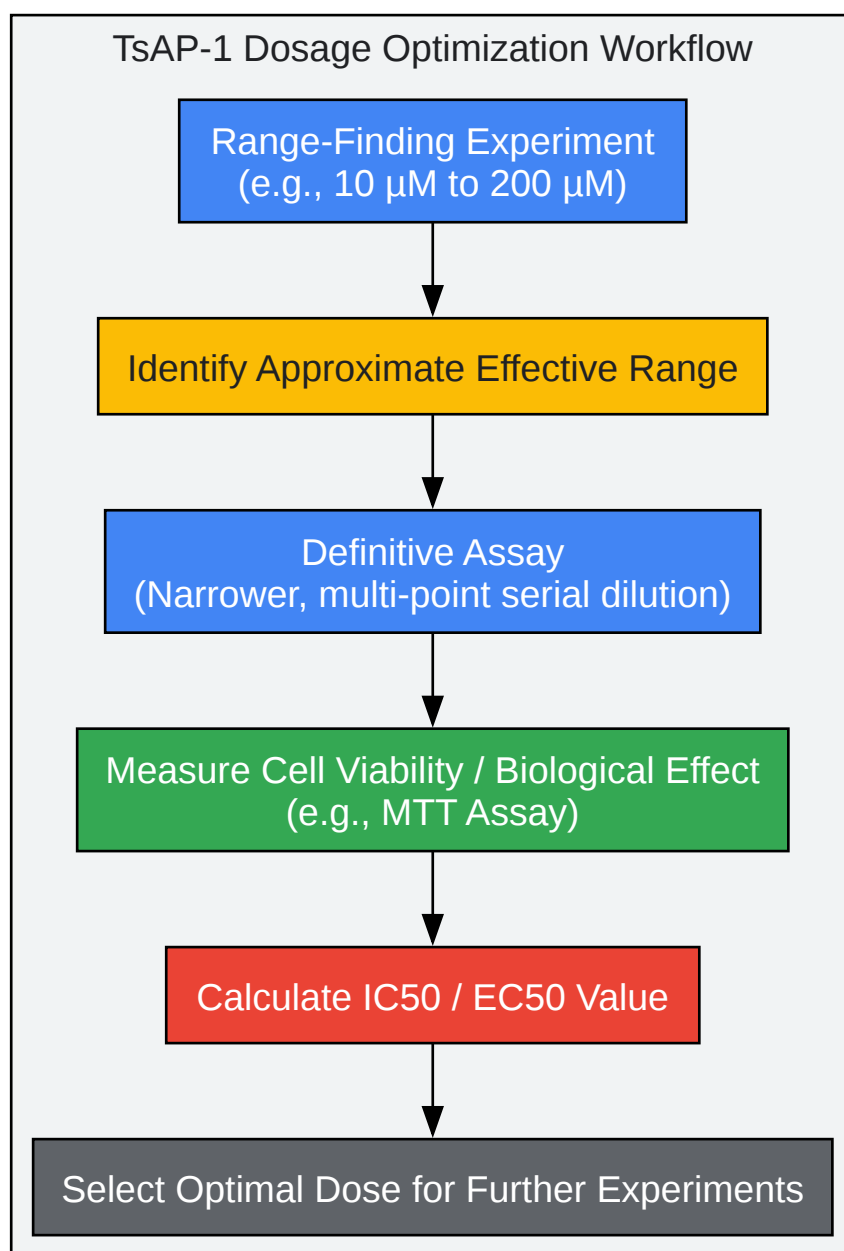 TsAP-1 Dosage Optimization Workflow
Range-Finding Experiment
(e.g., 10 µM to 200 µM)
Identify Approximate Effective Range
Definitive Assay
(Narrower, multi-point serial dilution)
Measure Cell Viability / Biological Effect
(e.g., MTT Assay)
Calculate IC50 / EC50 Value
Select Optimal Dose for Further Experiments